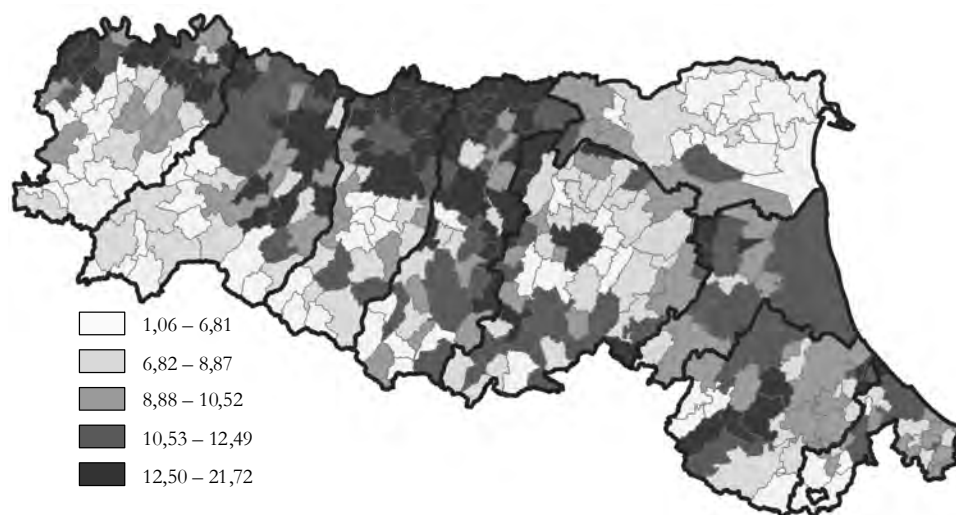 1,06 – 6,81
6,82 – 8,87
8,88 – 10,52
10,53 – 12,49
12,50 – 21,72